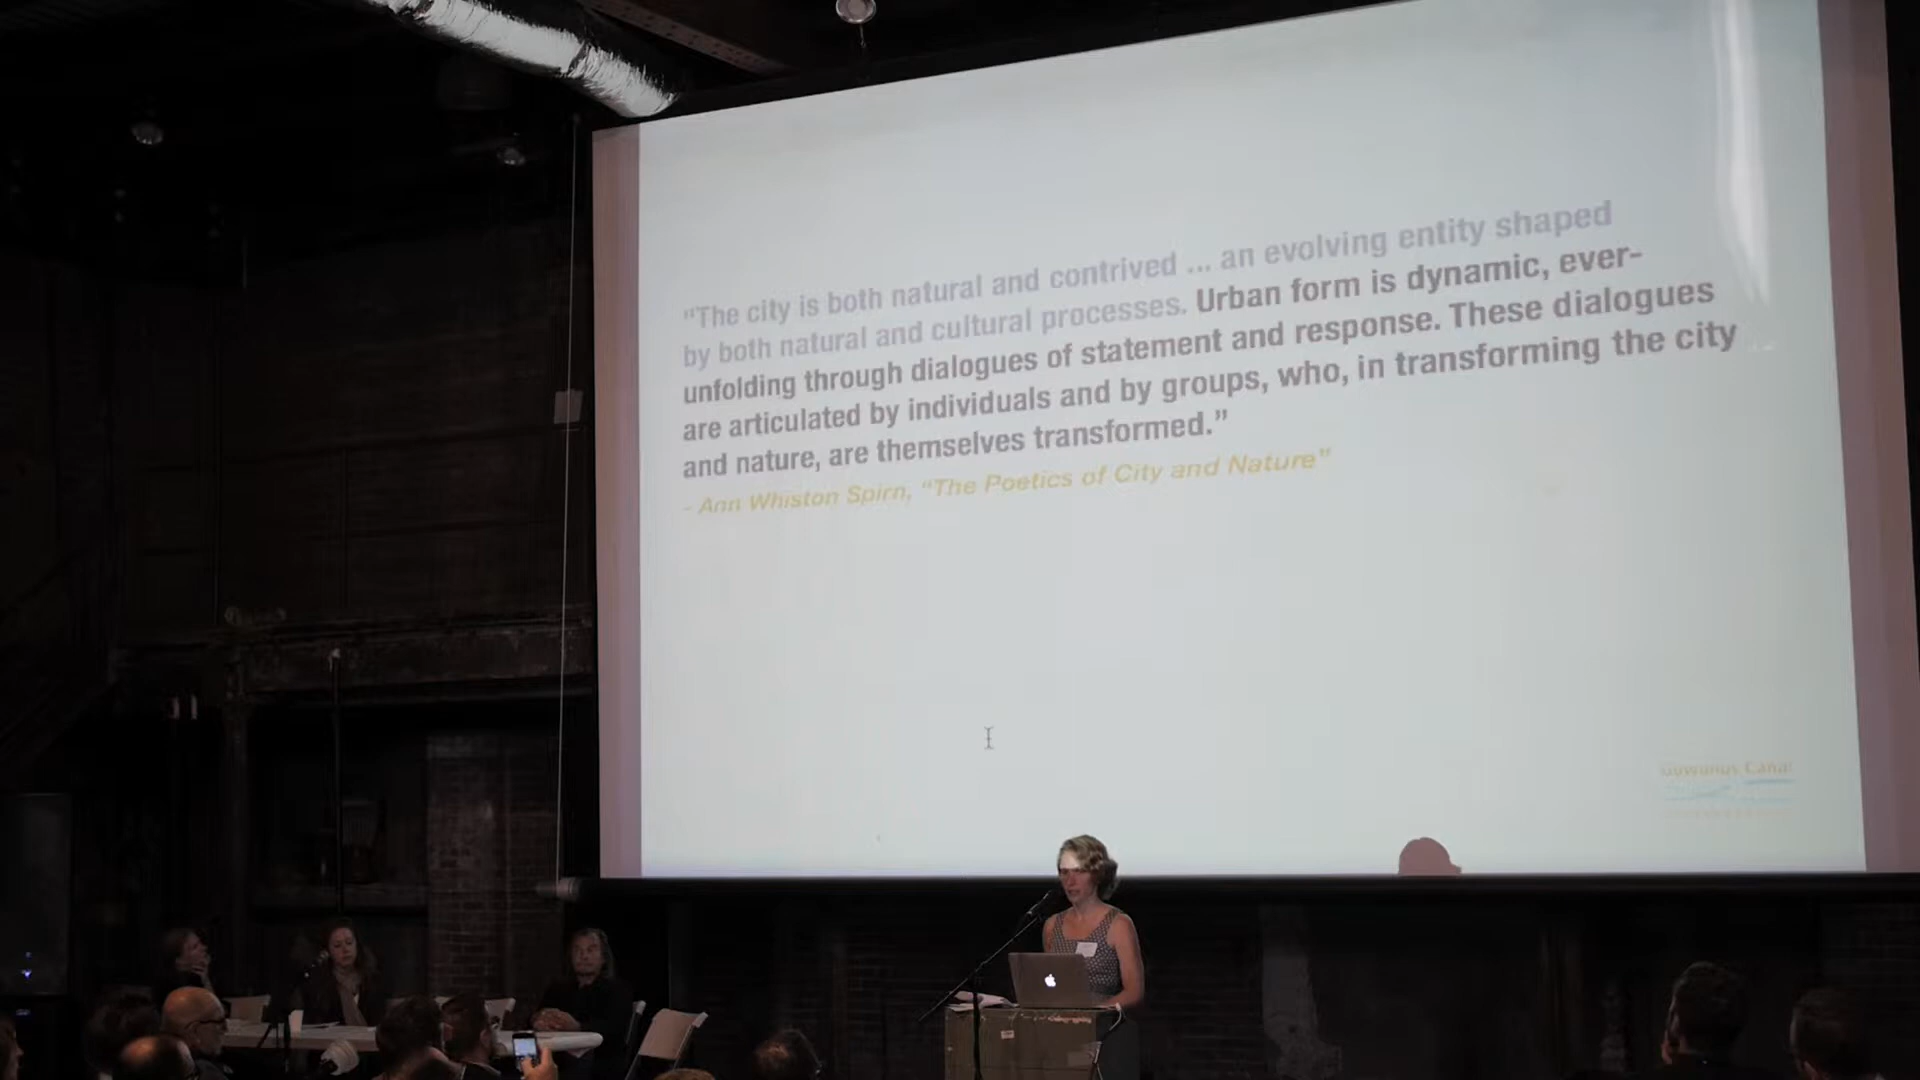 “The city is both natural and contrived ... an evolving entity shaped
by both natural and cultural processes. Urban form is dynamic, ever-
unfolding through dialogues of statement and response. These dialogues
are articulated by individuals and by groups, who, in transforming the city
and nature, are themselves transformed.”
- Ann Whiston Spirn, “The Poetics of City and Nature”
Gowanus Canal